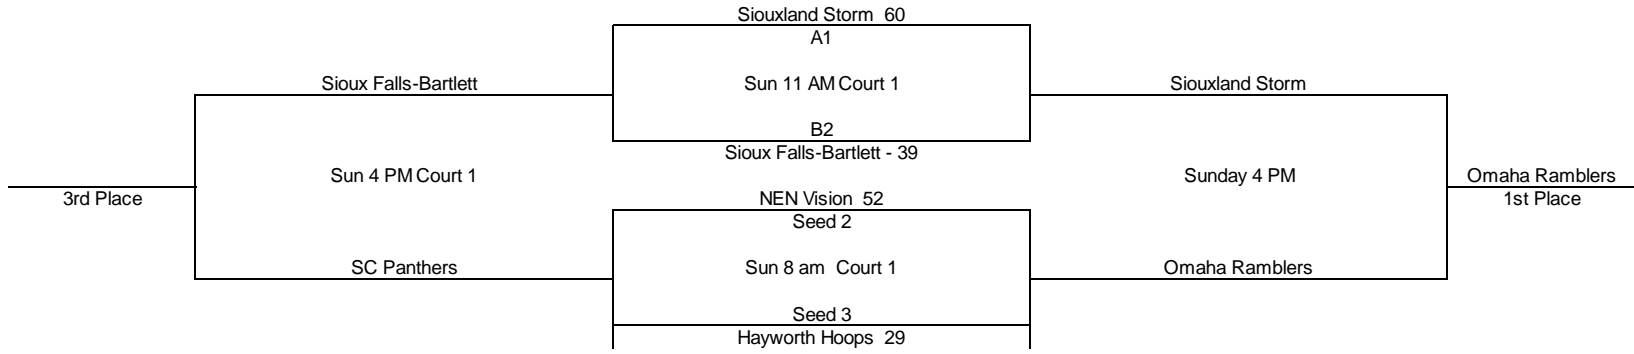 Siouxland Storm  60
A1
Sioux Falls-Bartlett
Sun 11 AM Court 1
Siouxland Storm
B2
Sioux Falls-Bartlett - 39
Sun 4 PM Court 1
Sunday 4 PM
Omaha Ramblers
3rd Place
NEN Vision  52
1st Place
Seed 2
SC Panthers
Sun 8 am  Court 1
Omaha Ramblers
Seed 3
Hayworth Hoops  29